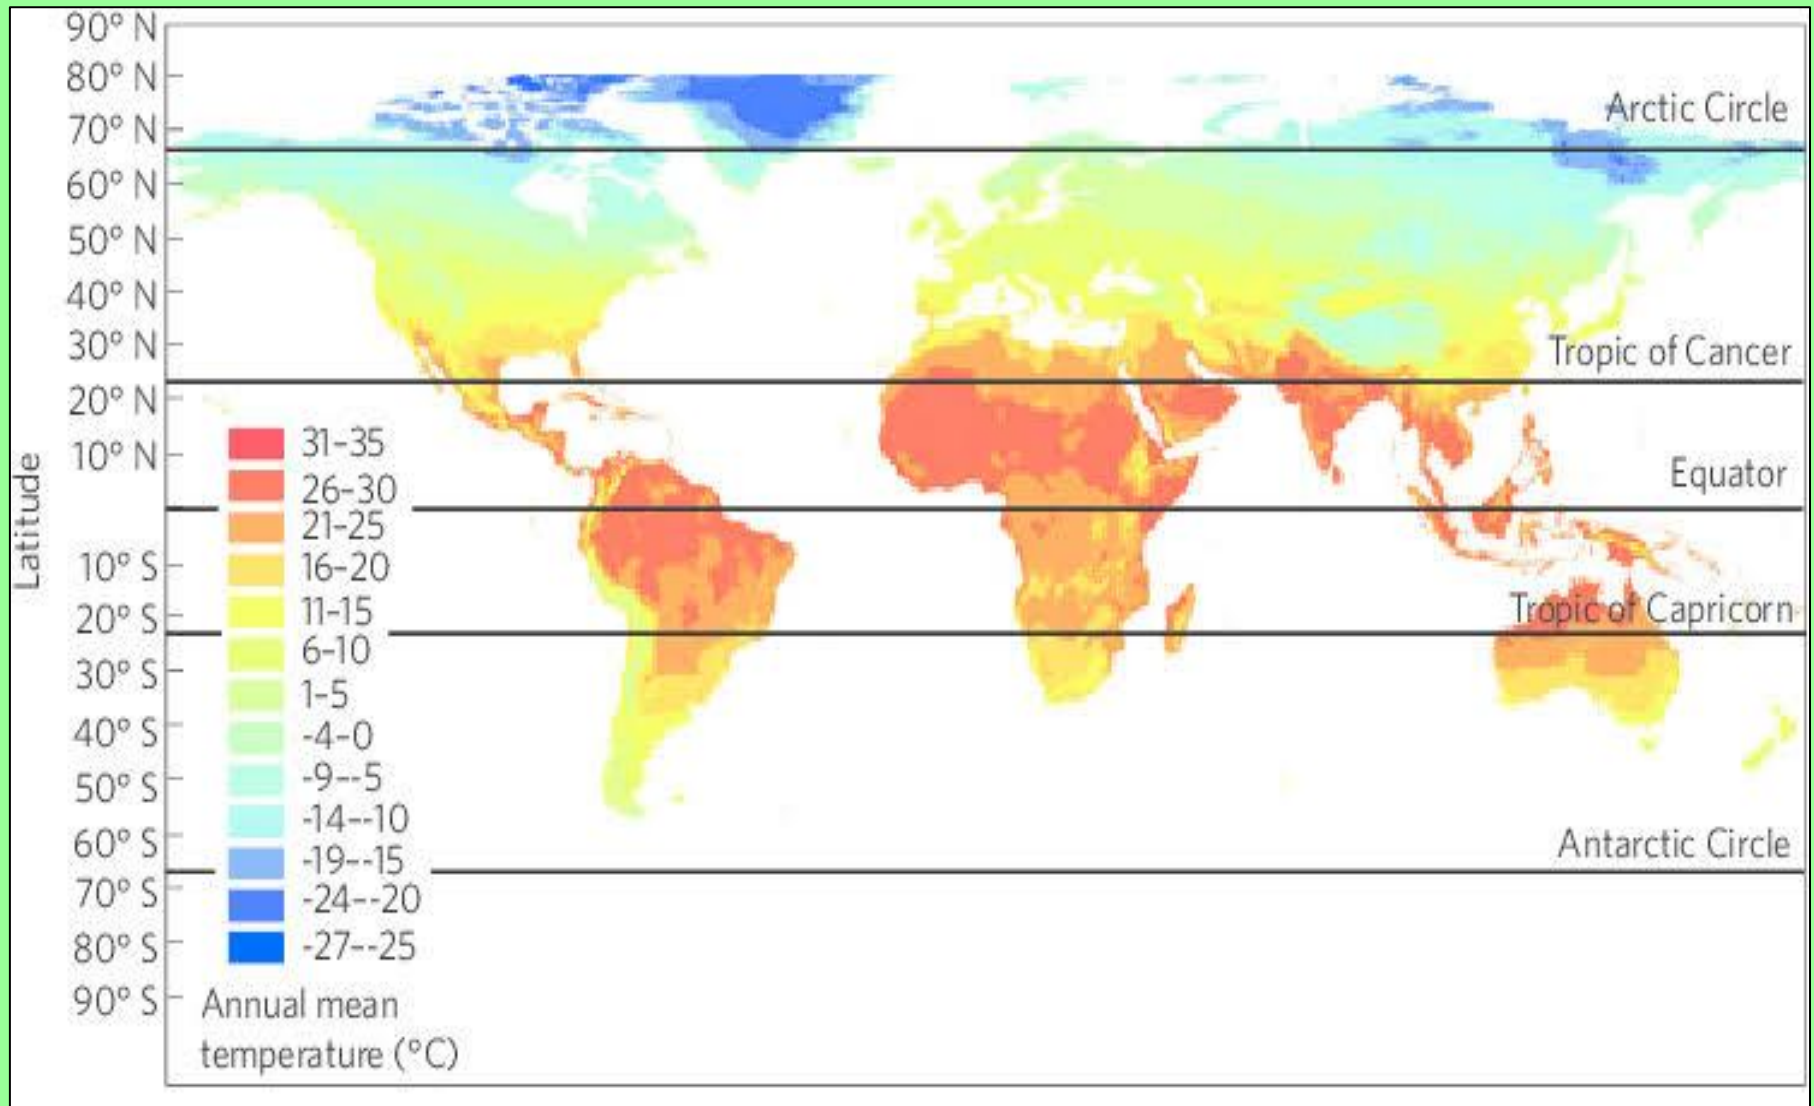 90° N
80° N
70° N
60° N
50° N
40° N
30° N
20° N
10° N
10° S
20° S
30° S
40° S
50° S
60° S
70° S
80° S
90° S
Latitude
Arctic Circle
Tropic of Cancer
Equator
Tropic of Capricorn
Antarctic Circle
31–35
26–30
21–25
16–20
11–15
6–10
1–5
-4–0
-9–-5
-14–-10
-19–-15
-24–-20
-27–-25
Annual mean
temperature (°C)